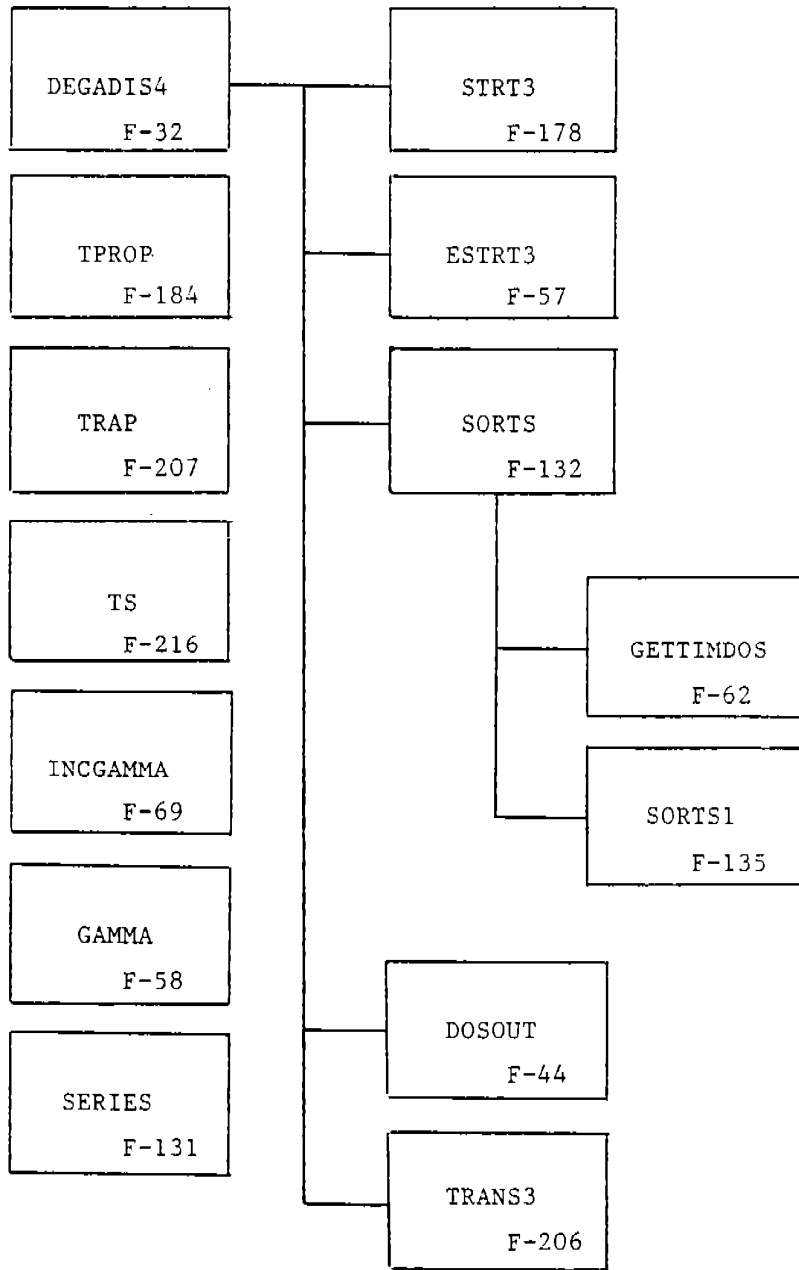 DEGADIS4
F-32
TPROP
F-184
TRAP
F-207
TS
F-216
INCGAMMA
F-69
GAMMA
F-58
SERIES
F-131
STRT3
F-178
ESTRT3
F-57
SORTS
F-132
GETTIMDOS
F-62
SORTS1
F-135
DOSOUT
F-44
TRANS3
F-206